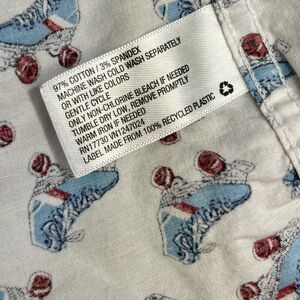 97% COTTON / 3% SPANDEX
MACHINE WASH COLD WASH SEPARATELY
OR WITH LIKE COLORS
GENTLE CYCLE
ONLY NON-CHLORINE BLEACH IF NEEDED
TUMBLE DRY LOW. REMOVE PROMPTLY
WARM IRON IF NEEDED
RN17730 WI1247024
LABEL MADE FROM 100% RECYCLED PLASTIC